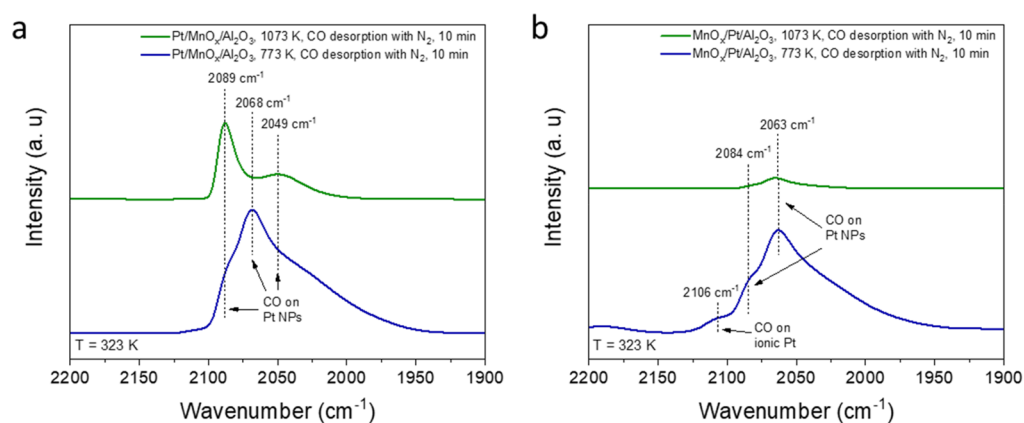 a
Pt/MnOₓ/Al₂O₃, 1073 K, CO desorption with N₂, 10 min
Pt/MnOₓ/Al₂O₃, 773 K, CO desorption with N₂, 10 min
2089 cm⁻¹
2068 cm⁻¹
2049 cm⁻¹
CO on
Pt NPs
T = 323 K
Intensity (a. u)
2200 2150 2100 2050 2000 1950 1900
Wavenumber (cm⁻¹)
b
MnOₓ/Pt/Al₂O₃, 1073 K, CO desorption with N₂, 10 min
MnOₓ/Pt/Al₂O₃, 773 K, CO desorption with N₂, 10 min
2063 cm⁻¹
2084 cm⁻¹
CO on
Pt NPs
2106 cm⁻¹
CO on
ionic Pt
T = 323 K
Intensity (a. u)
2200 2150 2100 2050 2000 1950 1900
Wavenumber (cm⁻¹)